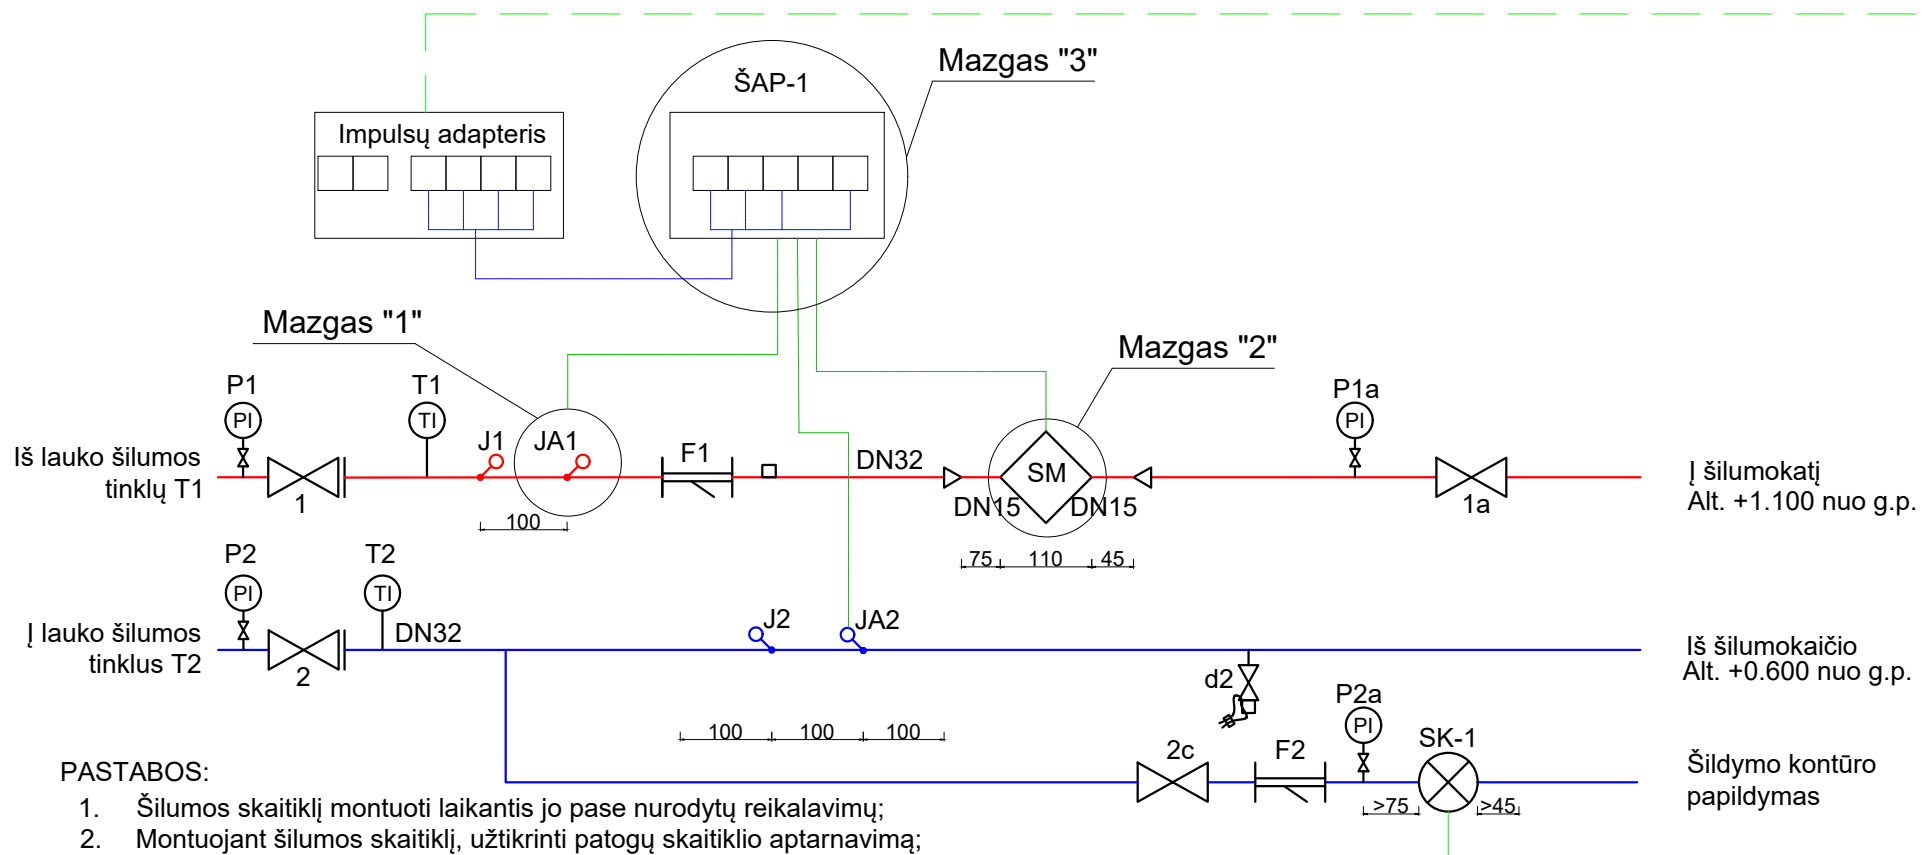 Mazgas "3"
ŠAP-1
Impulsų adapteris
Mazgas "1"
Mazgas "2"
P1
PI
T1
TI
J1
JA1
F1
DN32
SM
DN15
DN15
P1a
PI
Iš lauko šilumos
tinklų T1
1
1a
Į šilumokatį
Alt. +1.100 nuo g.p.
100
75
110
45
P2
PI
T2
TI
DN32
J2
JA2
Į lauko šilumos
tinklus T2
2
Iš šilumokaičio
Alt. +0.600 nuo g.p.
d2
P2a
PI
100
100
100
2c
F2
SK-1
Šildymo kontūro
papildymas
>75
>45
PASTABOS:
1. Šilumos skaitiklį montuoti laikantis jo pase nurodytų reikalavimų;
2. Montuojant šilumos skaitiklį, užtikrinti patogų skaitiklio aptarnavimą;